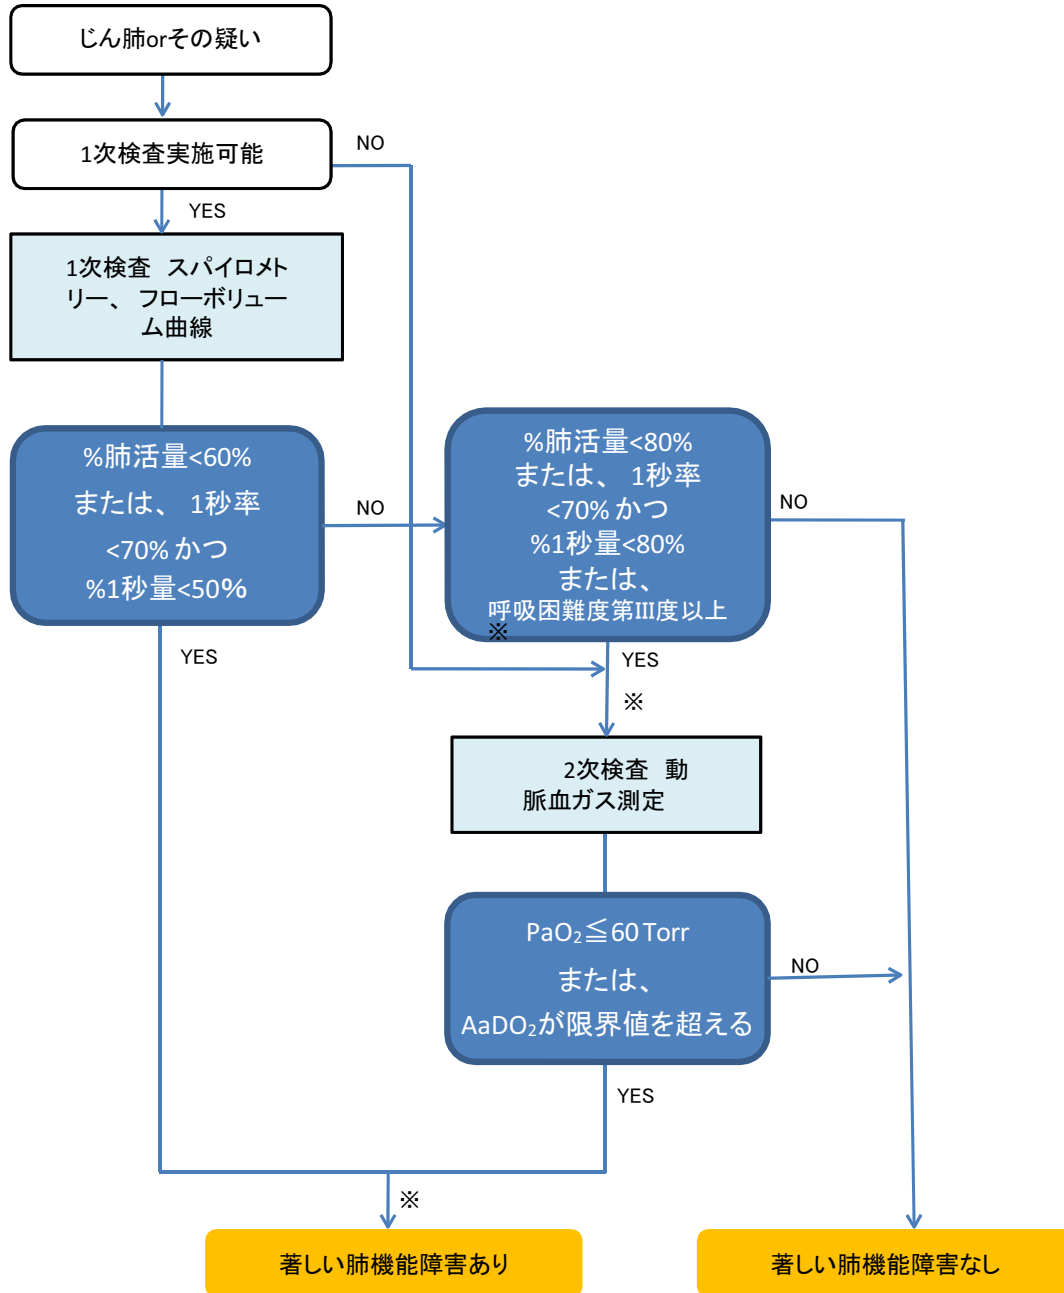 じん肺orその疑い
1次検査実施可能
NO
YES
1次検査 スパイロメト
リー、 フローボリュー
ム曲線
%肺活量<60%
または、 1秒率
<70% かつ
%1秒量<50%
NO
YES
%肺活量<80%
または、 1秒率
<70% かつ
%1秒量<80%
または、
呼吸困難度第III度以上
※
NO
YES
※
2次検査 動
脈血ガス測定
PaO₂≦60 Torr
または、
AaDO₂が限界値を超える
NO
YES
※
著しい肺機能障害あり
著しい肺機能障害なし